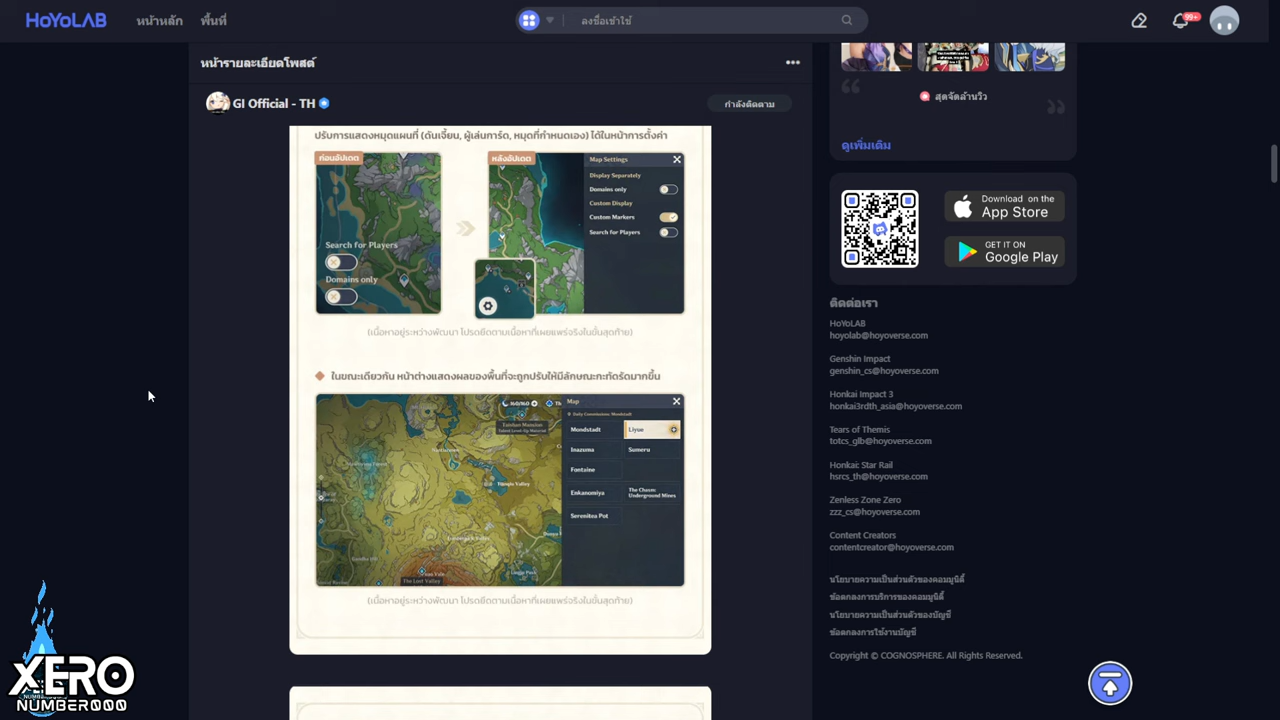 HoYoLAB
หน้าหลัก
พื้นที่
ลงชื่อเข้าใช้
99+
หน้ารายละเอียดโพสต์
GI Official - TH
กำลังติดตาม
ปรับการแสดงหมุดแผนที่ (ดันเจี้ยน, ผู้เล่นการ์ด, หมุดที่กำหนดเอง) ได้ในหน้าการตั้งค่า
ก่อนอัปเดต
Search for Players
Domains only
หลังอัปเดต
Map Settings
Display Separately
Domains only
Custom Display
Custom Markers
Search for Players
(เนื้อหาอยู่ระหว่างพัฒนา โปรดยึดตามเนื้อหาที่เผยแพร่จริงในขั้นสุดท้าย)
ในขณะเดียวกัน หน้าต่างแสดงผลของพื้นที่จะถูกปรับให้มีลักษณะกะทัดรัดมากขึ้น
160/160
Taishan Mansion
Map
Daily Commissions: Mondstadt
Mondstadt
Liyue
Inazuma
Sumeru
Fontaine
Enkanomiya
The Chasm:
Underground Mines
Serenitea Pot
(เนื้อหาอยู่ระหว่างพัฒนา โปรดยึดตามเนื้อหาที่เผยแพร่จริงในขั้นสุดท้าย)
สุดจัดล้านวิว
ดูเพิ่มเติม
Download on the
App Store
GET IT ON
Google Play
ติดต่อเรา
HoYoLAB
hoyolab@hoyoverse.com
Genshin Impact
genshin_cs@hoyoverse.com
Honkai Impact 3
honkai3rdth_asia@hoyoverse.com
Tears of Themis
totcs_glb@hoyoverse.com
Honkai: Star Rail
hsrcs_th@hoyoverse.com
Zenless Zone Zero
zzz_cs@hoyoverse.com
Content Creators
contentcreator@hoyoverse.com
นโยบายความเป็นส่วนตัวของคอมมูนิตี้
ข้อตกลงการบริการของคอมมูนิตี้
นโยบายความเป็นส่วนตัวของบัญชี
ข้อตกลงการใช้งานบัญชี
Copyright © COGNOSPHERE. All Rights Reserved.
XERO
NUMBER000